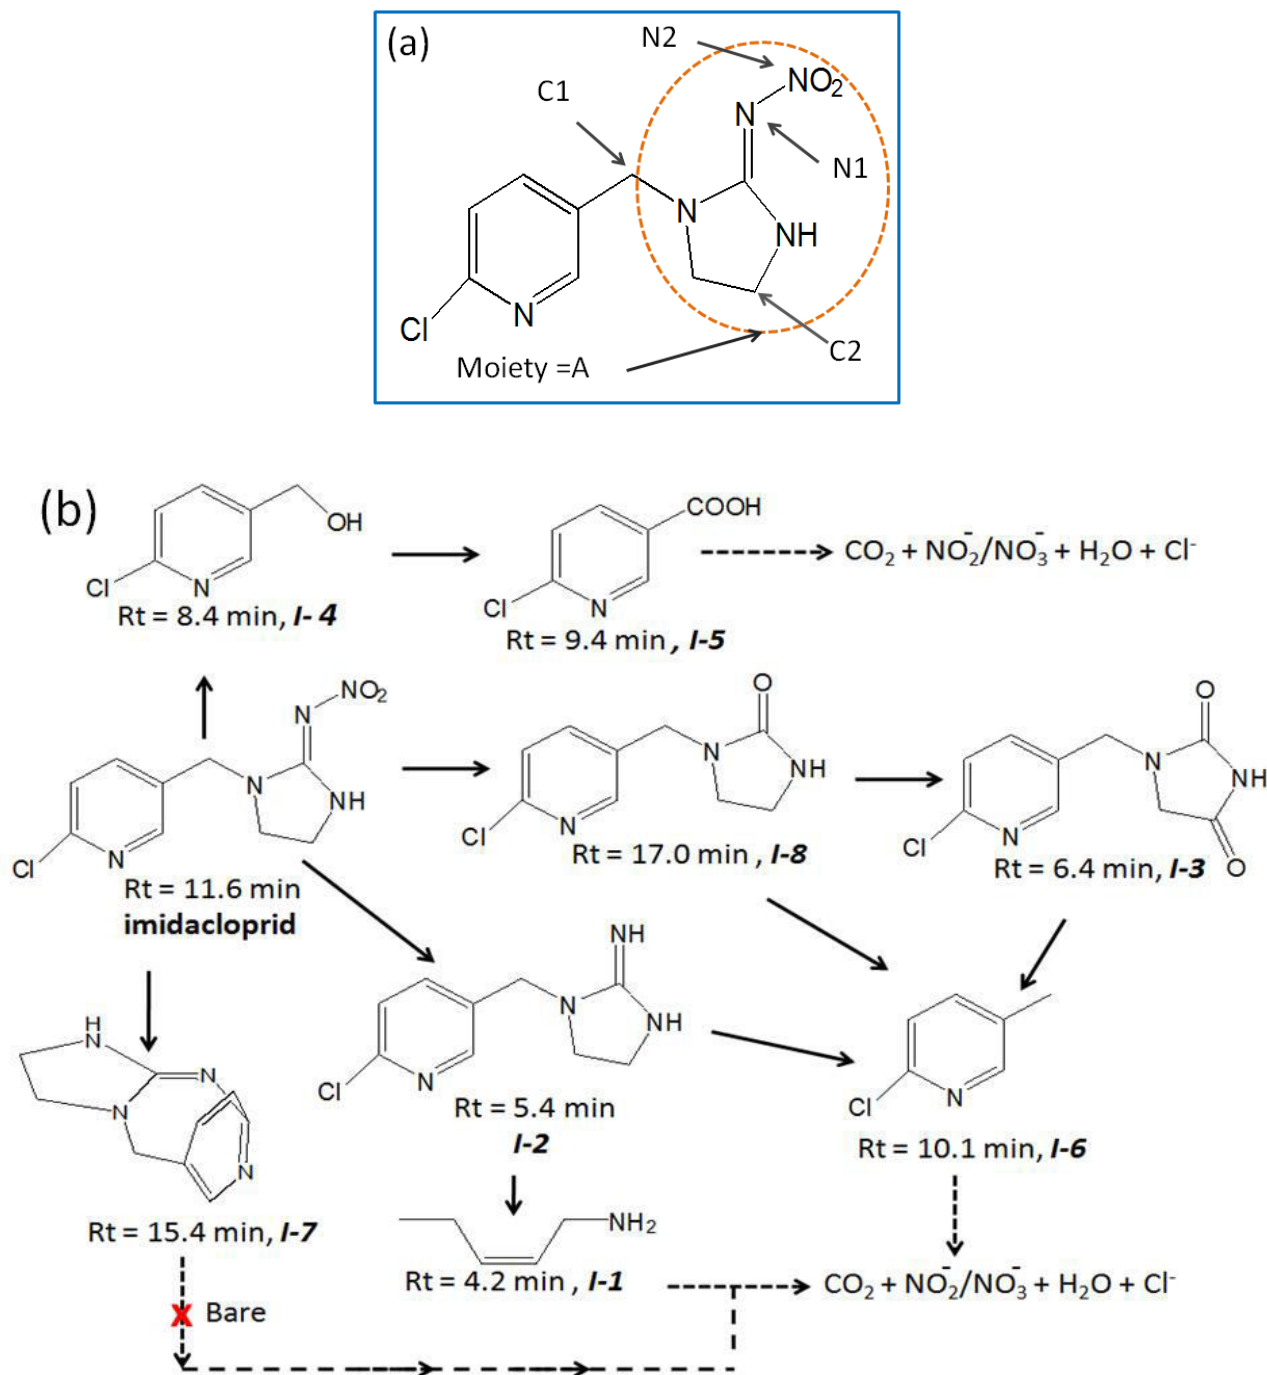 (a)
N2
NO2
C1
N
N1
N
NH
Cl
N
C2
Moiety =A
(b)
OH
Cl
N
Rt = 8.4 min, I- 4
COOH
Cl
N
Rt = 9.4 min , I-5
CO2 + NO2-/NO3- + H2O + Cl-
NO2
N
N
NH
Cl
N
Rt = 11.6 min
imidacloprid
O
N
NH
Cl
N
Rt = 17.0 min , I-8
O
N
NH
Cl
N
O
Rt = 6.4 min, I-3
H
N
N
N
N
Rt = 15.4 min, I-7
NH
N
NH
Cl
N
Rt = 5.4 min
I-2
Cl
N
Rt = 10.1 min, I-6
NH2
Rt = 4.2 min , I-1
CO2 + NO2-/NO3- + H2O + Cl-
X Bare